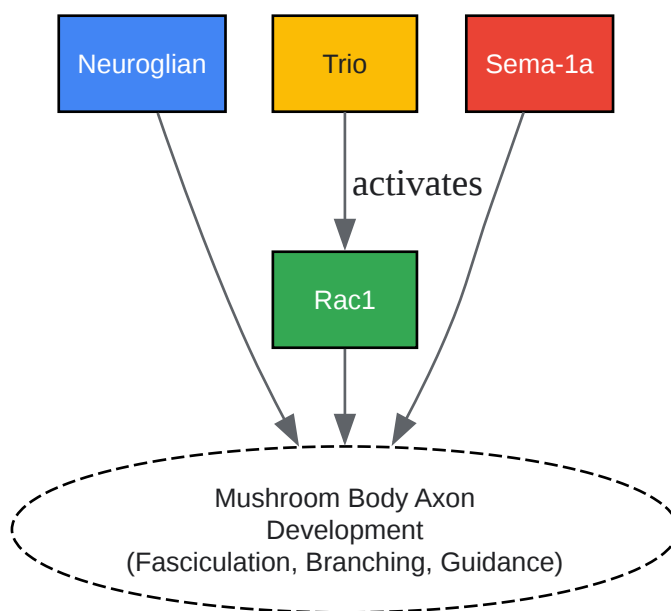 Neuroglian
Trio
Sema-1a
activates
Rac1
Mushroom Body Axon
Development
(Fasciculation, Branching, Guidance)